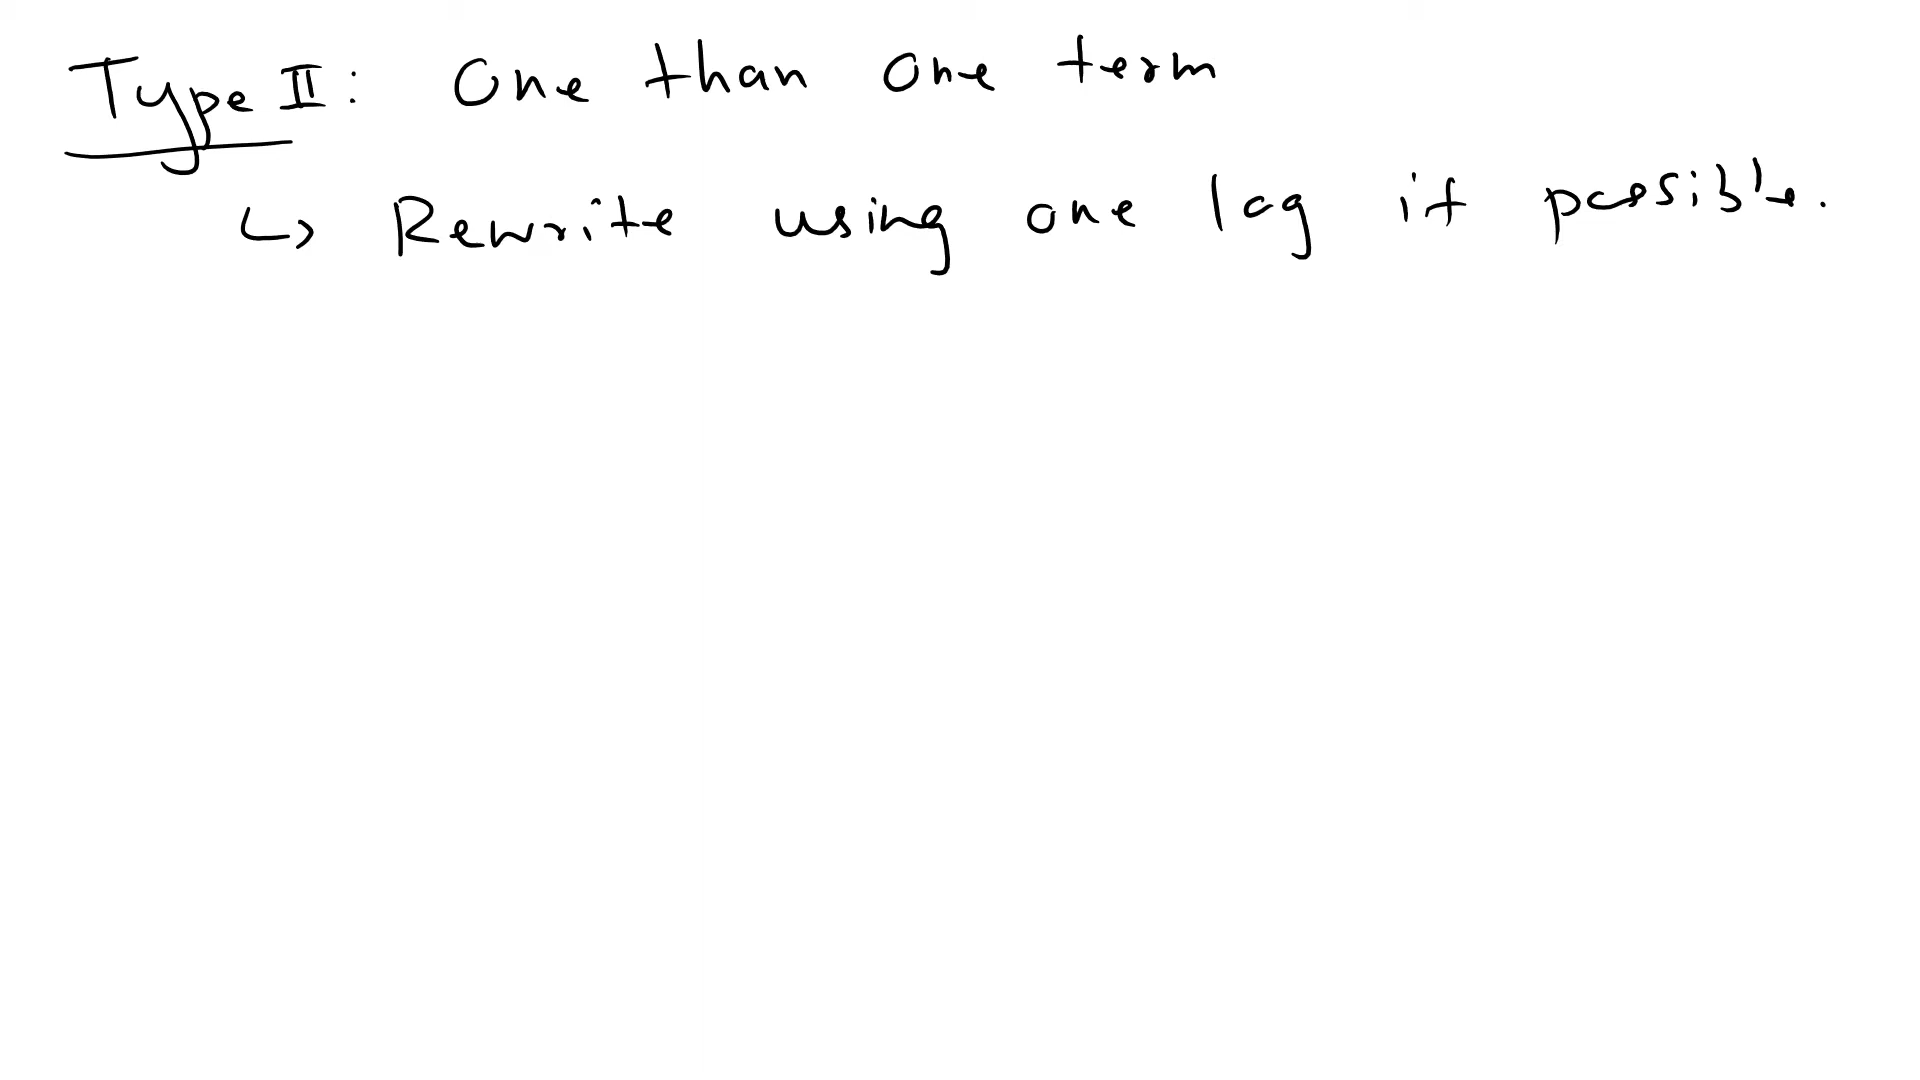 Type II: One than one term
↳ Rewrite using one log if possible.